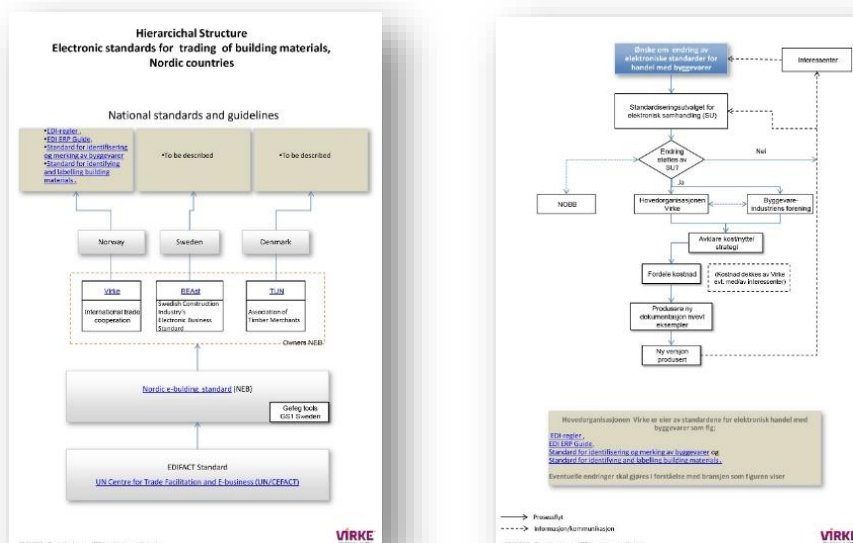 Hierarcichal Structure
Electronic standards for trading of building materials,
Nordic countries
National standards and guidelines
•EDI-regler ,
•EDI ERP Guide,
•Standard for identifisering
og merking av byggevarer
•Standard for identifying
and labelling building
materials .
•To be described
•To be described
Norway
Sweden
Denmark
Virke
International trade
cooperation
BEAst
Swedish Construction
Industry's
Electronic Business
Standard
TUN
Association of
Timber Merchants
Owners NEB
Nordic e-bulding standard (NEB)
Gefeg tools
GS1 Sweden
EDIFACT Standard
UN Centre for Trade Facilitation and E-business (UN/CEFACT)
VIRKE
Ønske om endring av
elektroniske standarder for
handel med byggevarer
Interessenter
Standardiseringsutvalget for
elektronisk samhandling (SU)
Endring
støttes av
SU?
Nei
Ja
NOBB
Hovedorganisasjonen
Virke
Byggevare-
industriens forening
Avklare kost/nytte/
strategi
Fordele kostnad
(Kostnad dekkes av Virke
evt. med/av interessenter)
Produsere ny
dokumentasjon m/evt
eksempler
Ny versjon
produsert
Hovedorganisasjonen Virke er eier av standardene for elektronisk handel med
byggevarer som flg:
EDI-regler ,
EDI ERP Guide,
Standard for identifisering og merking av byggevarer og
Standard for identifying and labelling building materials .
Eventuelle endringer skal gjøres i forståelse med bransjen som figuren viser
Prosessflyt
Informasjon/kommunikasjon
VIRKE